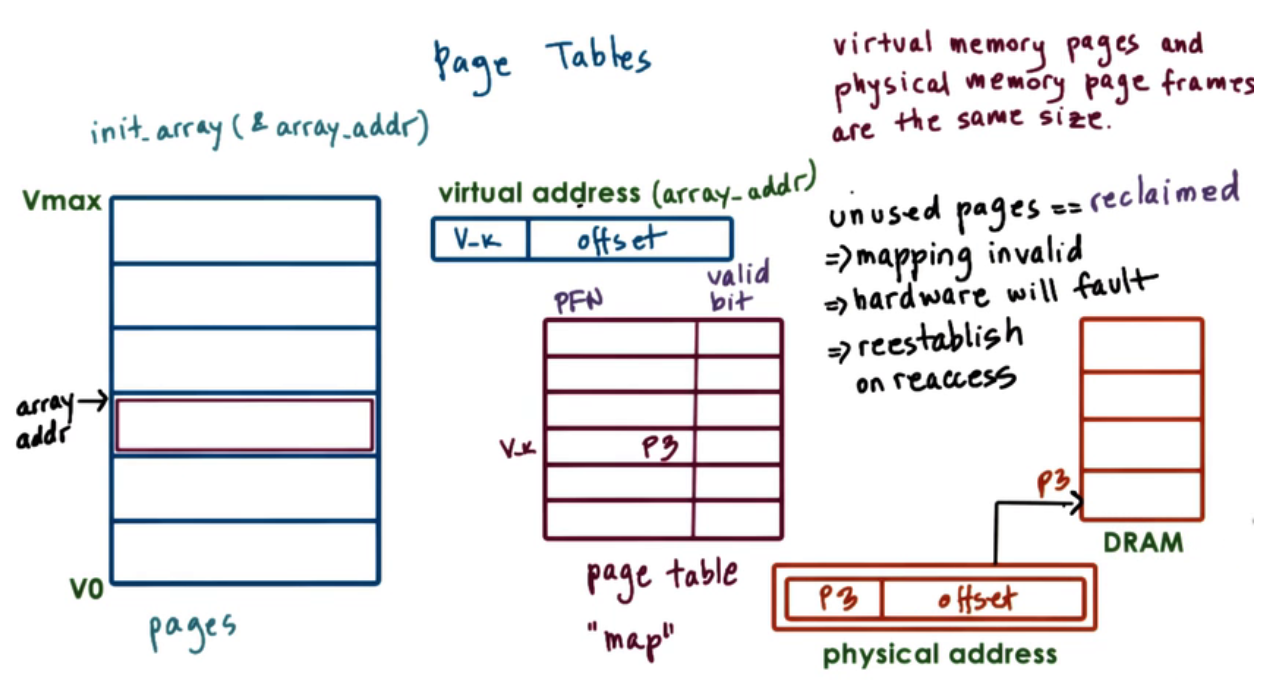 Page Tables
virtual memory pages and
physical memory page frames
are the same size.
init_array (& array_addr)
Vmax
virtual address (array_addr)
V_k offset
unused pages == reclaimed
=> mapping invalid
=> hardware will fault
=> reestablish
on reaccess
PFN
valid
bit
array
addr
V_k P3
P3
DRAM
V0
pages
page table
"map"
P3 offset
physical address